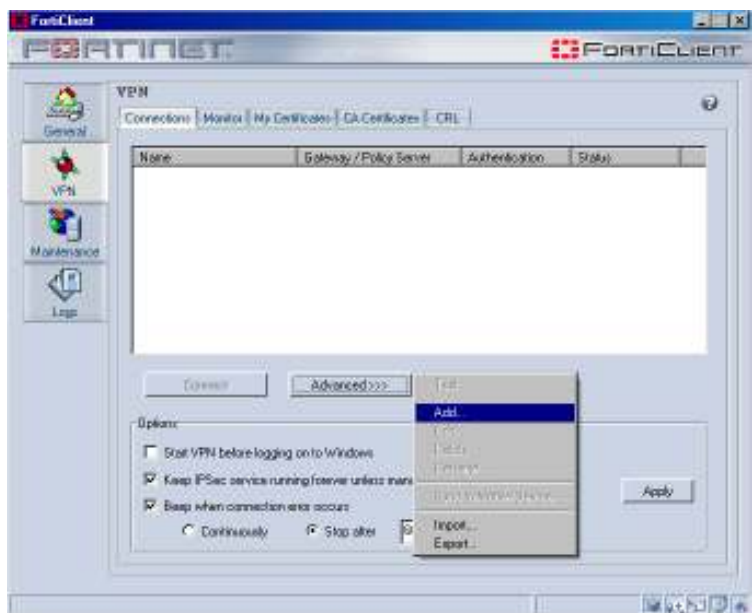 FortiClient
FORTINET
FORTICLIENT
General
VPN
Maintenance
Logs
VPN
Connections Monitor My Certificates CA Certificates CRL
Name Gateway / Policy Server Authentication Status
Connect Advanced>>>
Test...
Add...
Edit...
Delete
Import...
Export...
Options
Start VPN before logging on to Windows
Keep IPSec service running forever unless
Beep when connection error occurs
Continuously Stop after
Apply